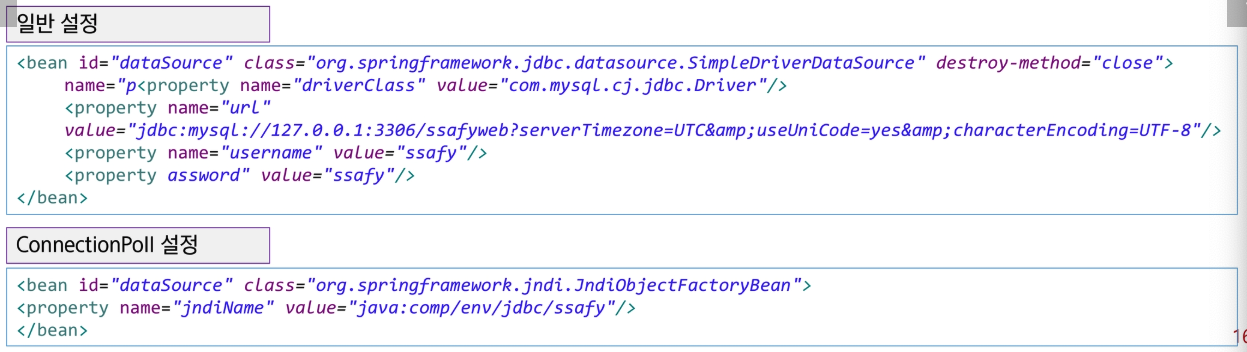 일반 설정
<bean id="dataSource" class="org.springframework.jdbc.datasource.SimpleDriverDataSource" destroy-method="close">
name="p<property name="driverClass" value="com.mysql.cj.jdbc.Driver"/>
<property name="url"
value="jdbc:mysql://127.0.0.1:3306/ssafyweb?serverTimezone=UTC&amp;useUniCode=yes&amp;characterEncoding=UTF-8"/>
<property name="username" value="ssafy"/>
<property assword" value="ssafy"/>
</bean>
ConnectionPoll 설정
<bean id="dataSource" class="org.springframework.jndi.JndiObjectFactoryBean">
<property name="jndiName" value="java:comp/env/jdbc/ssafy"/>
</bean>